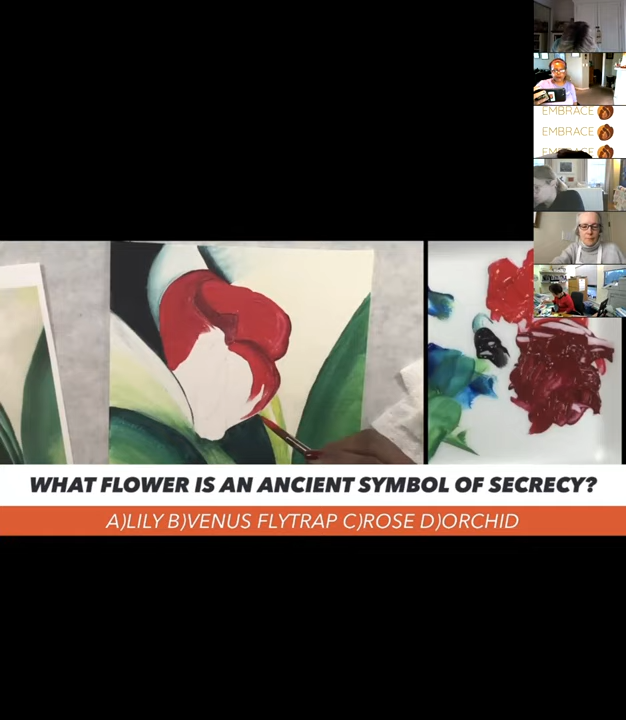 EMBRACE
EMBRACE
WHAT FLOWER IS AN ANCIENT SYMBOL OF SECRECY?
A)LILY B)VENUS FLYTRAP C)ROSE D)ORCHID